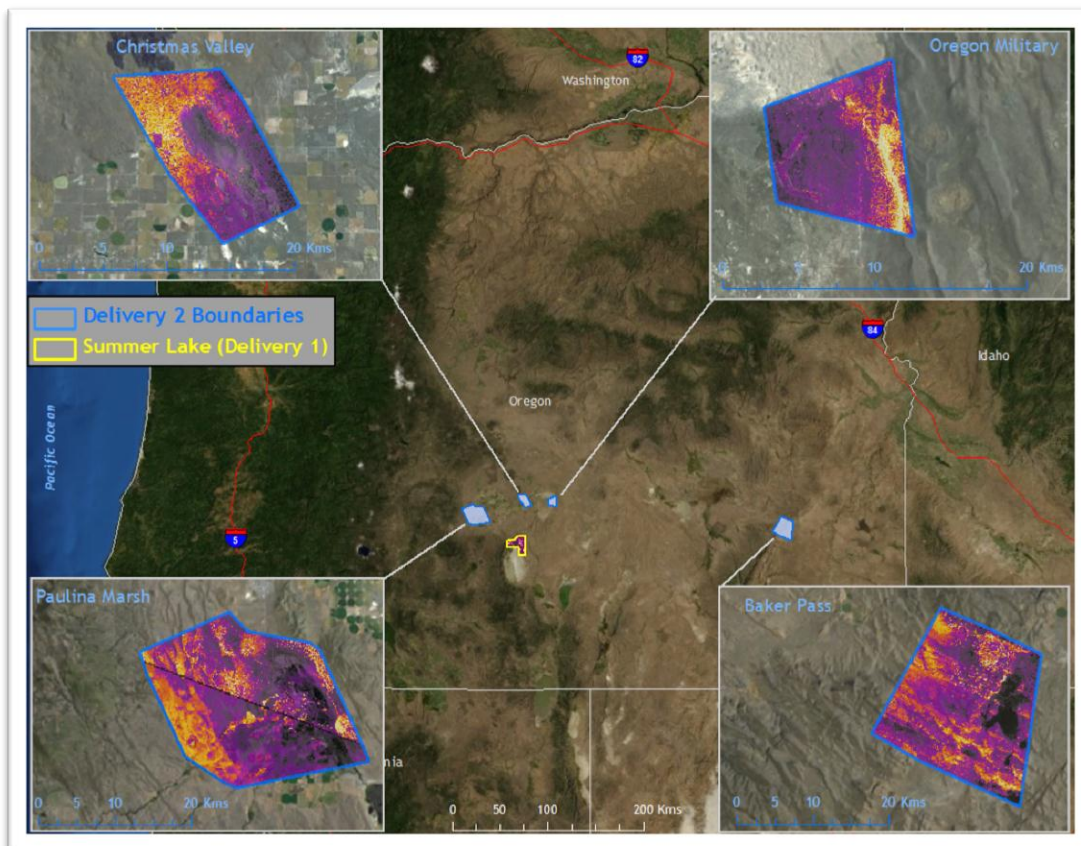 Christmas Valley
0 10 20 Kms
82
Washington
Oregon Military
0 5 10 20 Kms
Delivery 2 Boundaries
Summer Lake (Delivery 1)
84
Idaho
Oregon
Pacific Ocean
5
Paulina Marsh
0 5 10 20 Kms
nia
0 50 100 200 Kms
Baker Pass
0 5 10 20 Kms